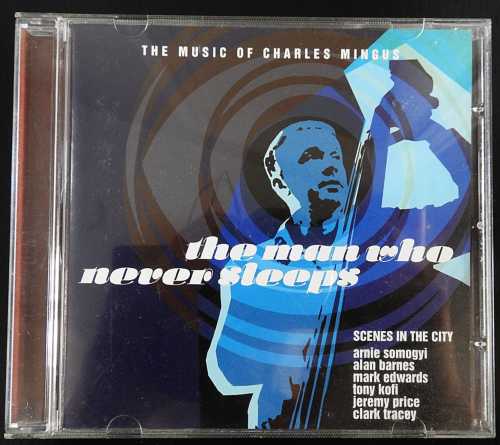 THE MUSIC OF CHARLES MINGUS
the man who
never sleeps
SCENES IN THE CITY
arnie somogyi
alan barnes
mark edwards
tony kofi
jeremy price
clark tracey